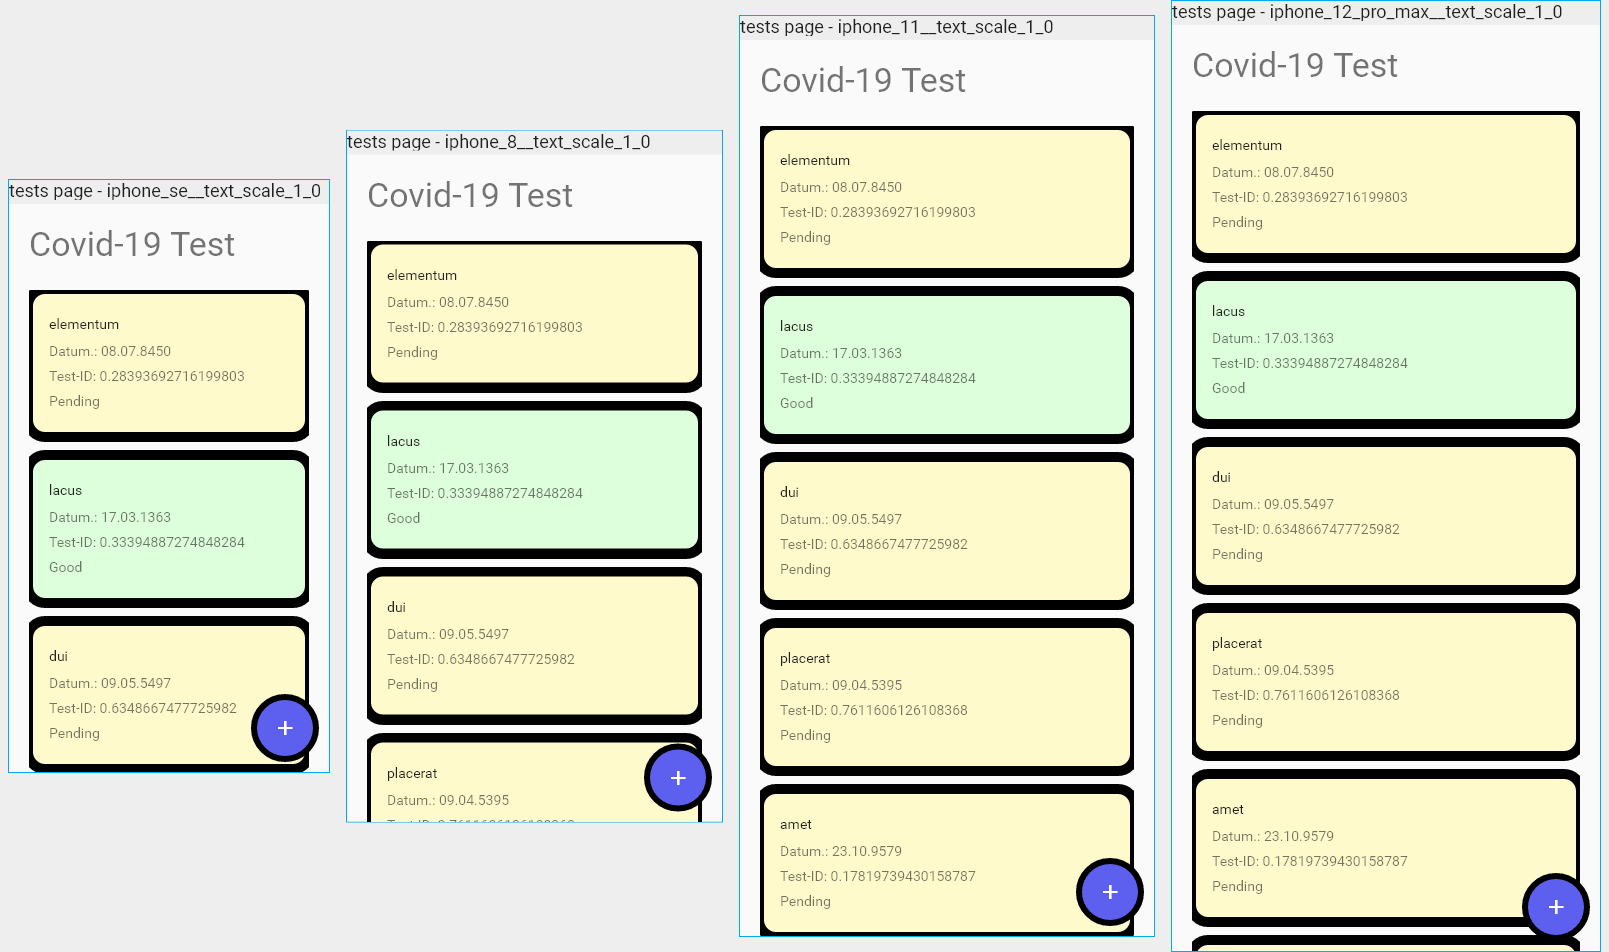 tests page - iphone_se__text_scale_1_0
Covid-19 Test
elementum
Datum.: 08.07.8450
Test-ID: 0.28393692716199803
Pending
lacus
Datum.: 17.03.1363
Test-ID: 0.33394887274848284
Good
dui
Datum.: 09.05.5497
Test-ID: 0.6348667477725982
Pending
+
tests page - iphone_8__text_scale_1_0
Covid-19 Test
elementum
Datum.: 08.07.8450
Test-ID: 0.28393692716199803
Pending
lacus
Datum.: 17.03.1363
Test-ID: 0.33394887274848284
Good
dui
Datum.: 09.05.5497
Test-ID: 0.6348667477725982
Pending
placerat
Datum.: 09.04.5395
+
tests page - iphone_11__text_scale_1_0
Covid-19 Test
elementum
Datum.: 08.07.8450
Test-ID: 0.28393692716199803
Pending
lacus
Datum.: 17.03.1363
Test-ID: 0.33394887274848284
Good
dui
Datum.: 09.05.5497
Test-ID: 0.6348667477725982
Pending
placerat
Datum.: 09.04.5395
Test-ID: 0.7611606126108368
Pending
amet
Datum.: 23.10.9579
Test-ID: 0.17819739430158787
Pending
+
tests page - iphone_12_pro_max__text_scale_1_0
Covid-19 Test
elementum
Datum.: 08.07.8450
Test-ID: 0.28393692716199803
Pending
lacus
Datum.: 17.03.1363
Test-ID: 0.33394887274848284
Good
dui
Datum.: 09.05.5497
Test-ID: 0.6348667477725982
Pending
placerat
Datum.: 09.04.5395
Test-ID: 0.7611606126108368
Pending
amet
Datum.: 23.10.9579
Test-ID: 0.17819739430158787
Pending
+